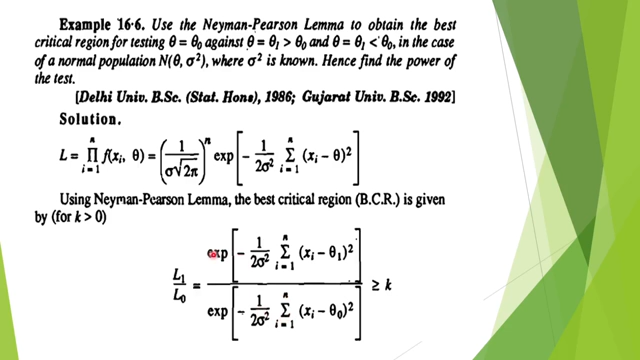 Example 16·6. Use the Neyman-Pearson Lemma to obtain the best
critical region for testing θ = θ₀ against θ = θ₁ > θ₀ and θ = θ₁ < θ₀, in the case
of a normal population N(θ, σ²), where σ² is known. Hence find the power of
the test.
[Delhi Univ. B.Sc. (Stat. Hons), 1986; Gujarat Univ. B.Sc. 1992]
Solution.
L = ∏ᵢ₌₁ⁿ f(xᵢ, θ) = (1/(σ√2π))ⁿ exp[− 1/(2σ²) Σᵢ₌₁ⁿ (xᵢ − θ)²]
Using Neyman-Pearson Lemma, the best critical region (B.C.R.) is given
by (for k > 0)
L₁/L₀ = exp[− 1/(2σ²) Σᵢ₌₁ⁿ (xᵢ − θ₁)²] / exp[− 1/(2σ²) Σᵢ₌₁ⁿ (xᵢ − θ₀)²] ≥ k